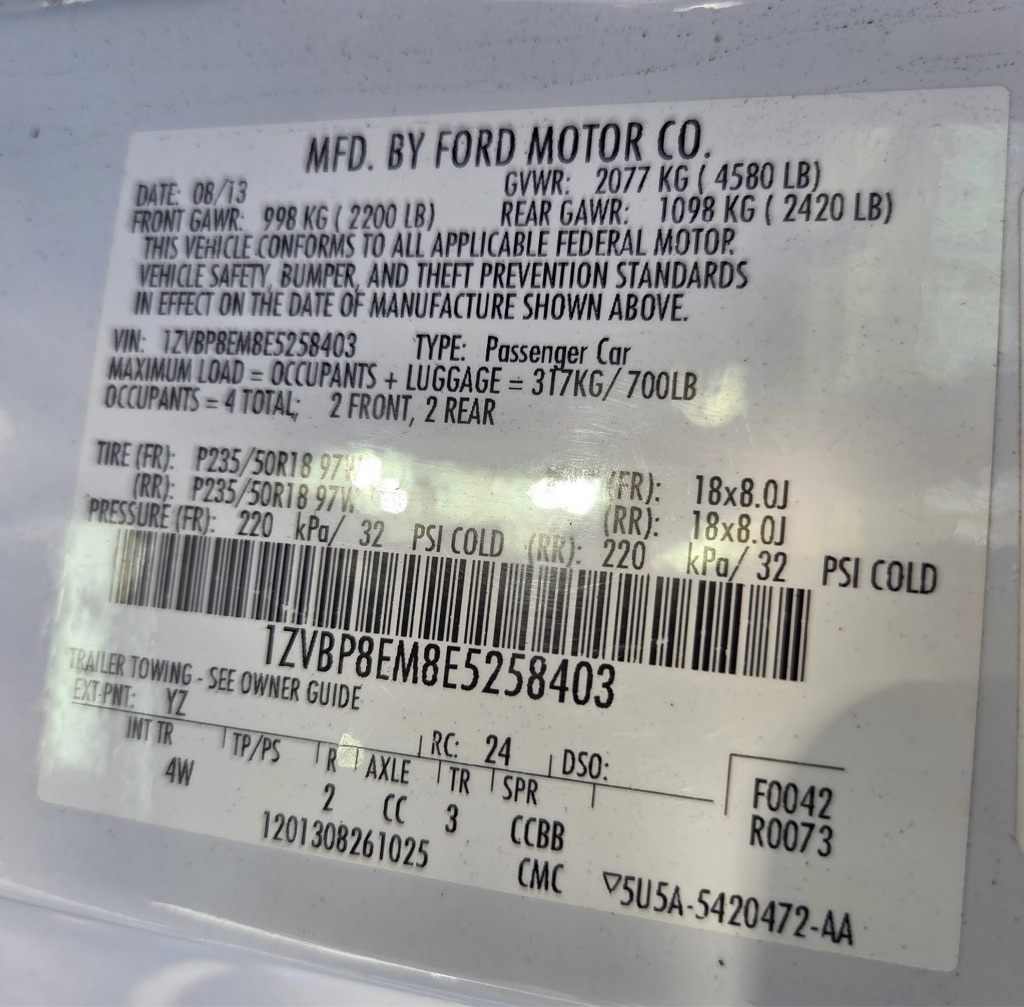 MFD. BY FORD MOTOR CO.
DATE: 08/13 GVWR: 2077 KG ( 4580 LB)
FRONT GAWR: 998 KG ( 2200 LB) REAR GAWR: 1098 KG ( 2420 LB)
THIS VEHICLE CONFORMS TO ALL APPLICABLE FEDERAL MOTOR
VEHICLE SAFETY, BUMPER, AND THEFT PREVENTION STANDARDS
IN EFFECT ON THE DATE OF MANUFACTURE SHOWN ABOVE.
VIN: 1ZVBP8EM8E5258403 TYPE: Passenger Car
MAXIMUM LOAD = OCCUPANTS + LUGGAGE = 317KG/ 700LB
OCCUPANTS = 4 TOTAL; 2 FRONT, 2 REAR
TIRE (FR): P235/50R18 97W (FR): 18x8.0J
(RR): P235/50R18 97W (RR): 18x8.0J
PRESSURE (FR): 220 kPa/ 32 PSI COLD (RR): 220 kPa/ 32 PSI COLD
1ZVBP8EM8E5258403
TRAILER TOWING - SEE OWNER GUIDE
EXT PNT: YZ RC: 24 DSO:
INT TR TP/PS R AXLE TR SPR F0042
4W 2 CC 3 CCBB R0073
1201308261025 CMC ▽5U5A-5420472-AA